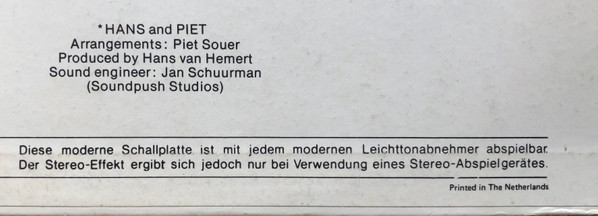 *HANS and PIET
Arrangements: Piet Souer
Produced by Hans van Hemert
Sound engineer: Jan Schuurman
(Soundpush Studios)
Diese moderne Schallplatte ist mit jedem modernen Leichttonabnehmer abspielbar.
Der Stereo-Effekt ergibt sich jedoch nur bei Verwendung eines Stereo-Abspielgerätes.
Printed in The Netherlands